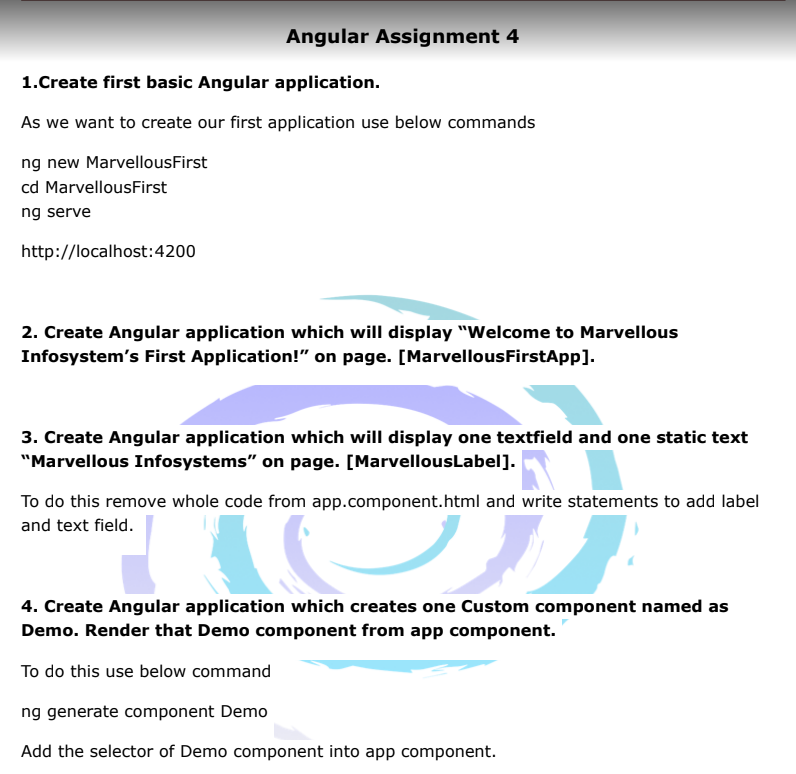 Angular Assignment 4
1.Create first basic Angular application.
As we want to create our first application use below commands
ng new MarvellousFirst
cd MarvellousFirst
ng serve
http://localhost:4200
2. Create Angular application which will display “Welcome to Marvellous
Infosystem’s First Application!” on page. [MarvellousFirstApp].
3. Create Angular application which will display one textfield and one static text
“Marvellous Infosystems” on page. [MarvellousLabel].
To do this remove whole code from app.component.html and write statements to add label
and text field.
4. Create Angular application which creates one Custom component named as
Demo. Render that Demo component from app component.
To do this use below command
ng generate component Demo
Add the selector of Demo component into app component.